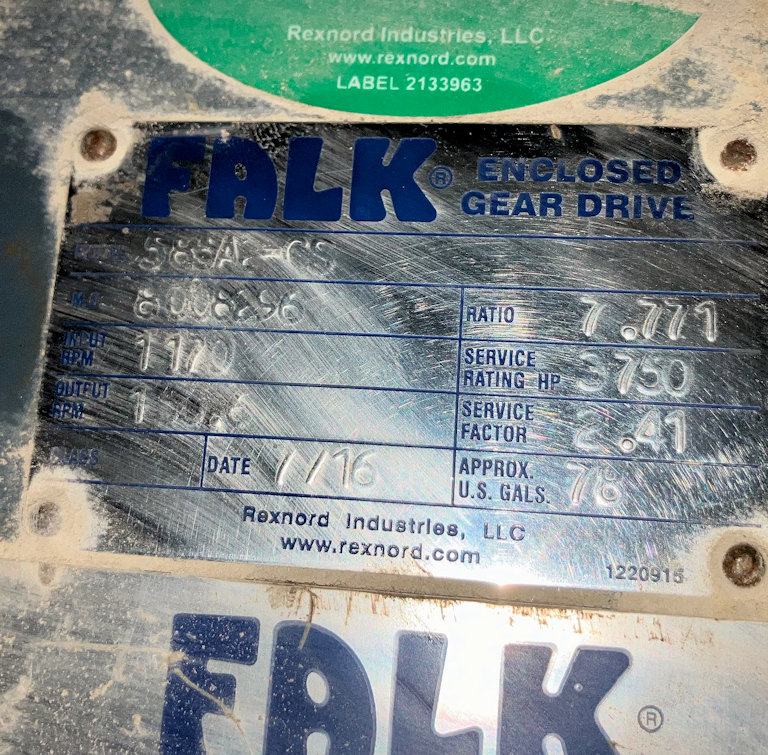 Rexnord Industries, LLC
www.rexnord.com
LABEL 2133963
FALK® ENCLOSED GEAR DRIVE
M.O.
RATIO 7.771
INPUT RPM 1170
SERVICE RATING HP 3750
OUTPUT RPM
SERVICE FACTOR 2.41
CLASS
DATE 7/16
APPROX. U.S. GALS. 78
Rexnord Industries, LLC
www.rexnord.com
1220915
FALK®